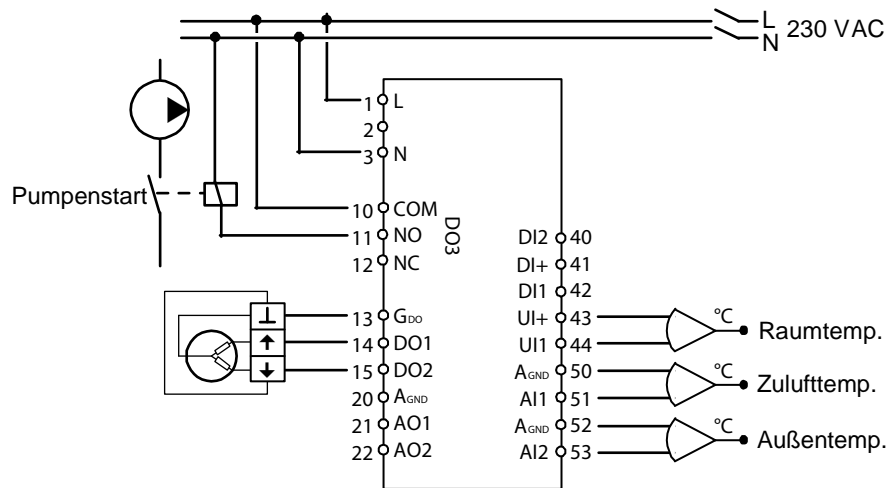 L
N
230 VAC
1 L
2
3 N
Pumpenstart
10 COM
11 NO
12 NC
DO3
13 GDO
14 DO1
15 DO2
20 AGND
21 AO1
22 AO2
DI2 40
DI+ 41
DI1 42
UI+ 43
UI1 44
AGND 50
AI1 51
AGND 52
AI2 53
°C
Raumtemp.
°C
Zulufttemp.
°C
Außentemp.